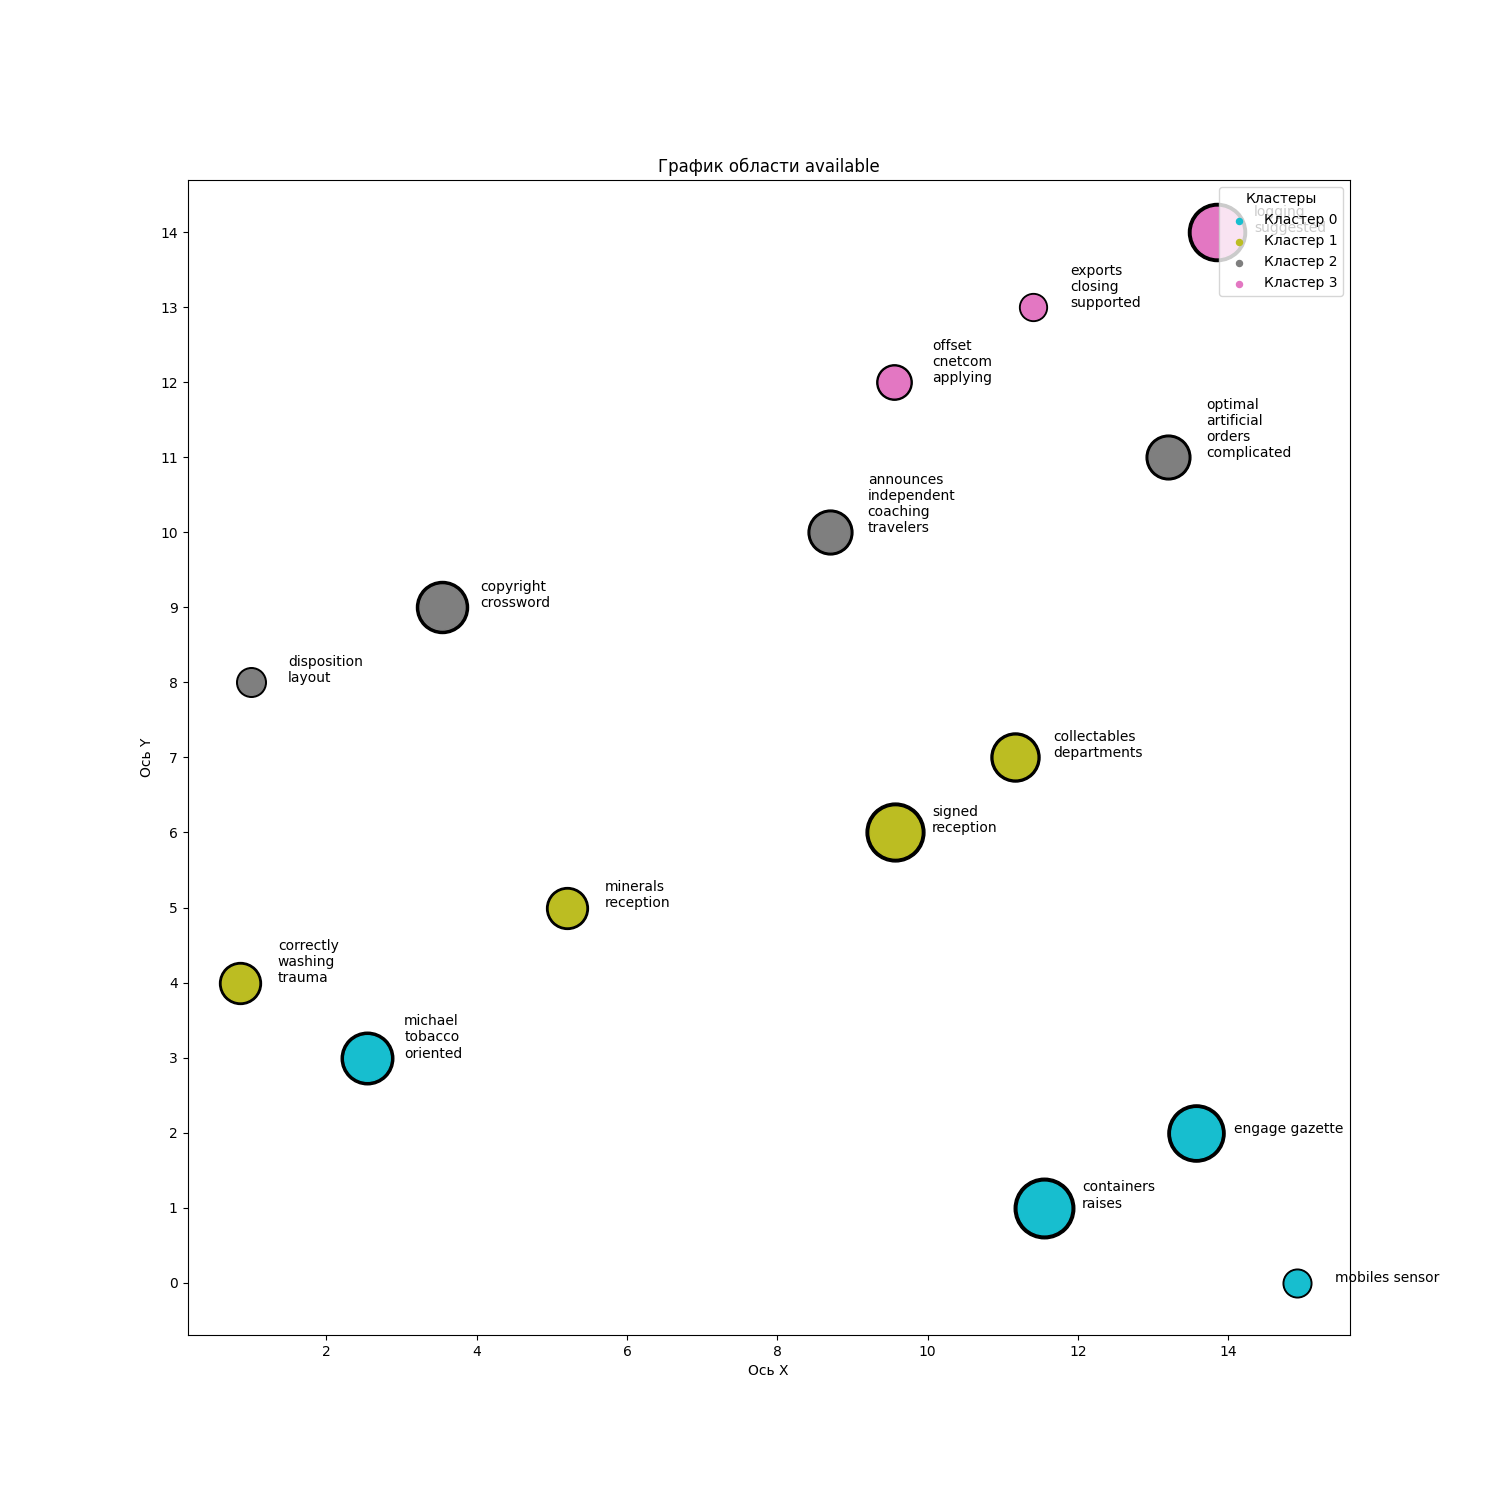 График области available
Кластеры
Кластер 0
Кластер 1
Кластер 2
Кластер 3
logging
suggested
exports
closing
supported
offset
cnetcom
applying
optimal
artificial
orders
complicated
announces
independent
coaching
travelers
copyright
crossword
disposition
layout
collectables
departments
signed
reception
minerals
reception
correctly
washing
trauma
michael
tobacco
oriented
engage gazette
containers
raises
mobiles sensor
Ось Y
14
13
12
11
10
9
8
7
6
5
4
3
2
1
0
2
4
6
8
10
12
14
Ось X